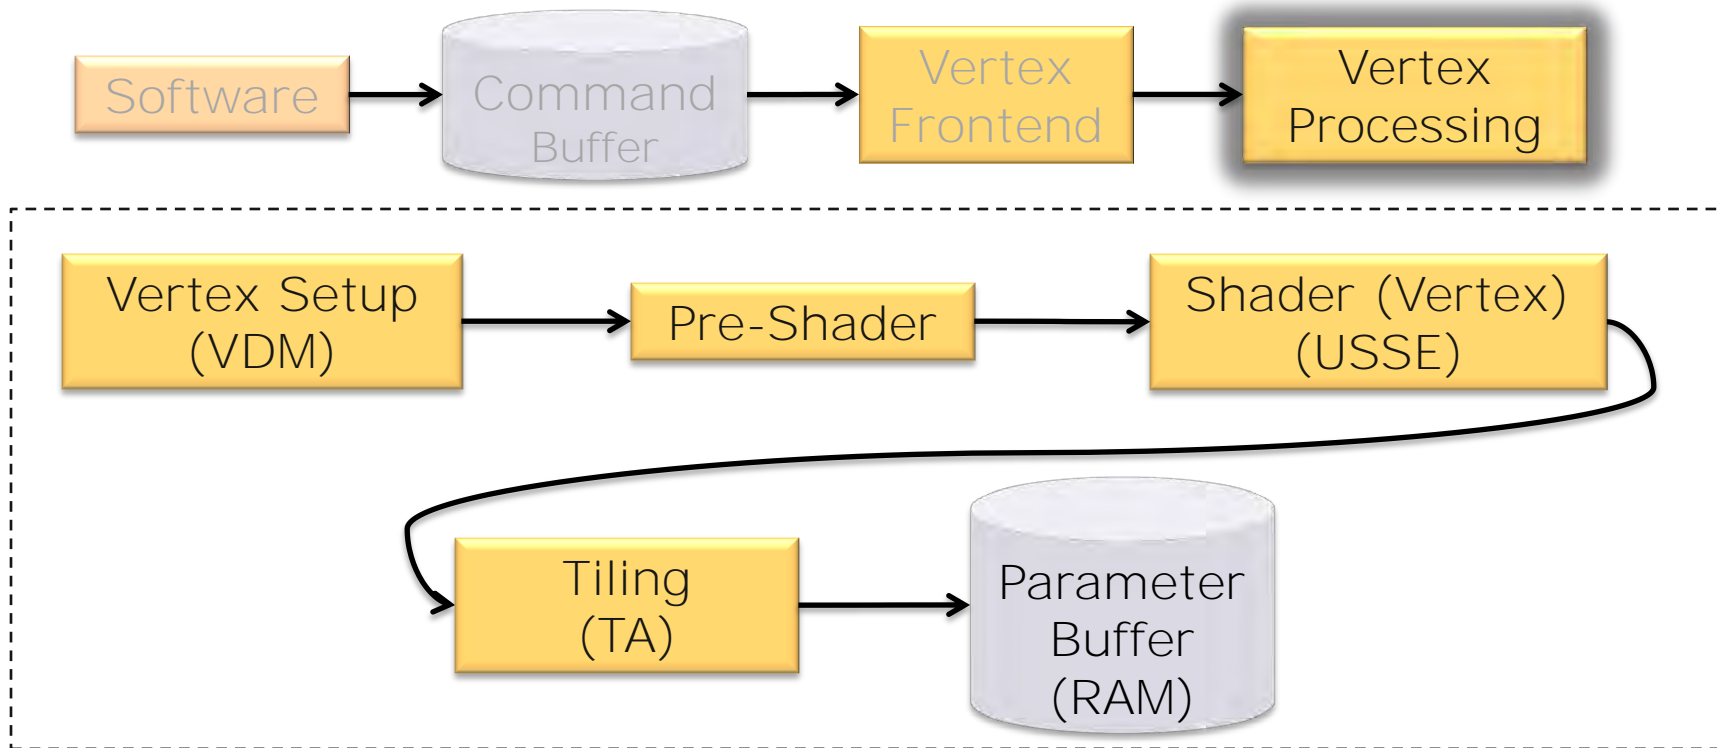 Software
Command
Buffer
Vertex
Frontend
Vertex
Processing
Vertex Setup
(VDM)
Pre-Shader
Shader (Vertex)
(USSE)
Tiling
(TA)
Parameter
Buffer
(RAM)